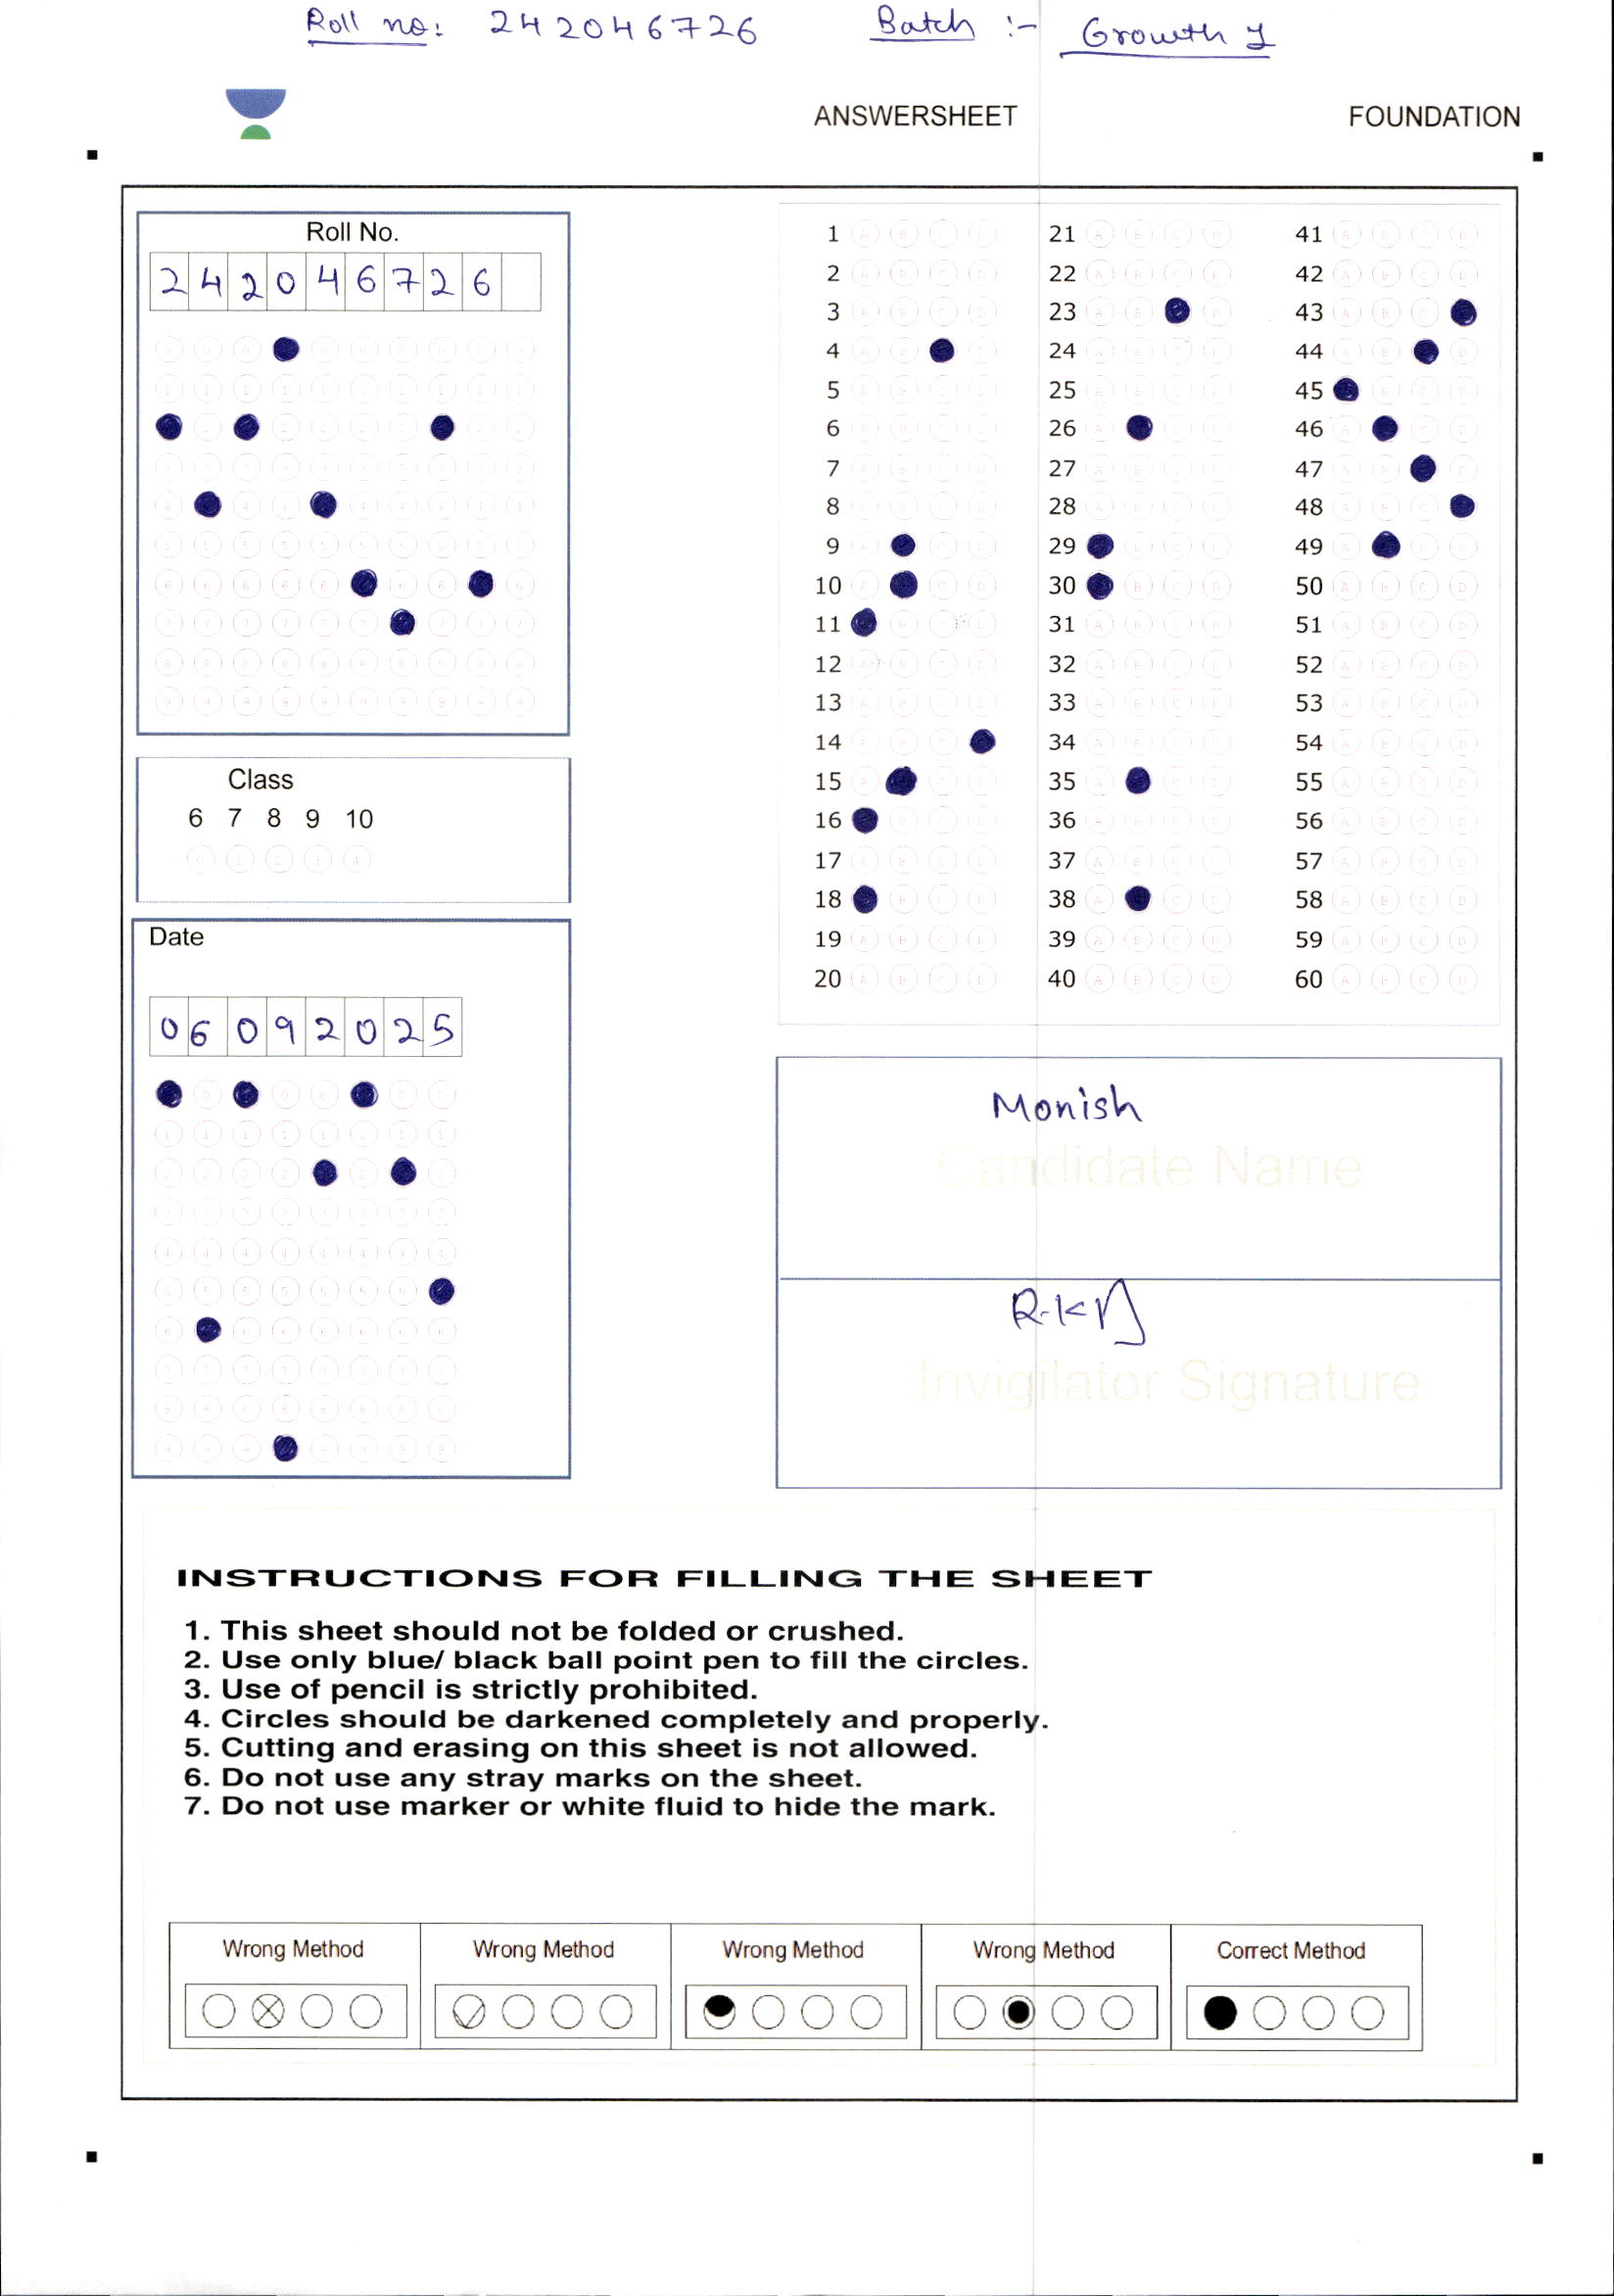 Roll no: 242046726 Batch :- Growth 1
ANSWERSHEET FOUNDATION
Roll No.
2 4 2 0 4 6 7 2 6
Class
6 7 8 9 10
Date
0 6 0 9 2 0 2 5
1 A B C D 21 A B C D 41 A B C D
2 A B C D 22 A B C D 42 A B C D
3 A B C D 23 A B D 43 A B C
4 A B D 24 A B C D 44 A B D
5 A B C D 25 A B C D 45 B C D
6 A B C D 26 A C D 46 A C D
7 A B C D 27 A B C D 47 A B D
8 A B C D 28 A B C D 48 A B C
9 A C D 29 B C D 49 A C D
10 A C D 30 B C D 50 A B C D
11 B C D 31 A B C D 51 A B C D
12 A B C D 32 A B C D 52 A B C D
13 A B C D 33 A B C D 53 A B C D
14 A B C 34 A B C D 54 A B C D
15 A C D 35 A C D 55 A B C D
16 B C D 36 A B C D 56 A B C D
17 A B C D 37 A B C D 57 A B C D
18 B C D 38 A C D 58 A B C D
19 A B C D 39 A B C D 59 A B C D
20 A B C D 40 A B C D 60 A B C D
Monish
Candidate Name
Invigilator Signature
INSTRUCTIONS FOR FILLING THE SHEET
1. This sheet should not be folded or crushed.
2. Use only blue/ black ball point pen to fill the circles.
3. Use of pencil is strictly prohibited.
4. Circles should be darkened completely and properly.
5. Cutting and erasing on this sheet is not allowed.
6. Do not use any stray marks on the sheet.
7. Do not use marker or white fluid to hide the mark.
Wrong Method Wrong Method Wrong Method Wrong Method Correct Method